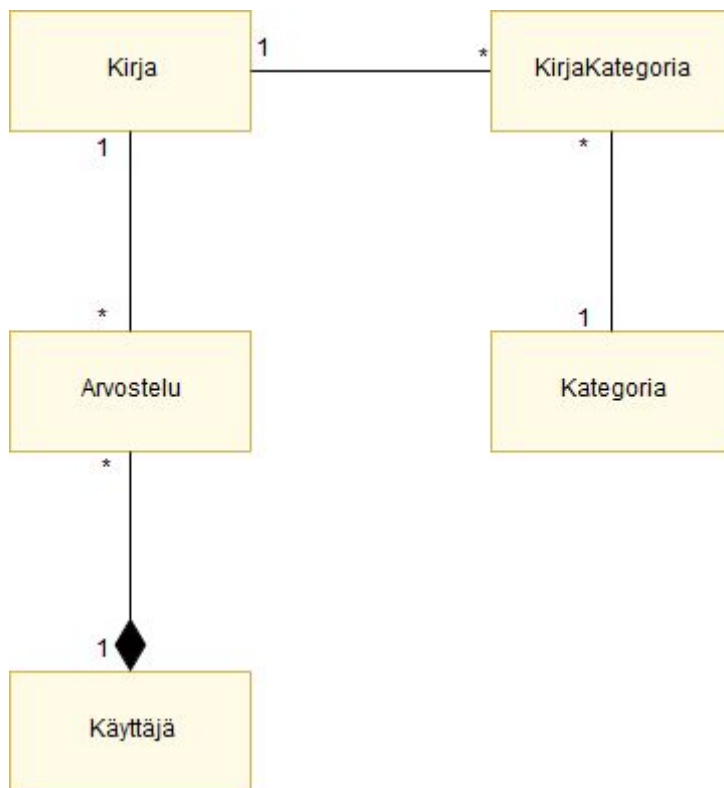 Kirja
1
*
KirjaKategoria
1
*
*
1
Arvostelu
Kategoria
*
1
Käyttäjä